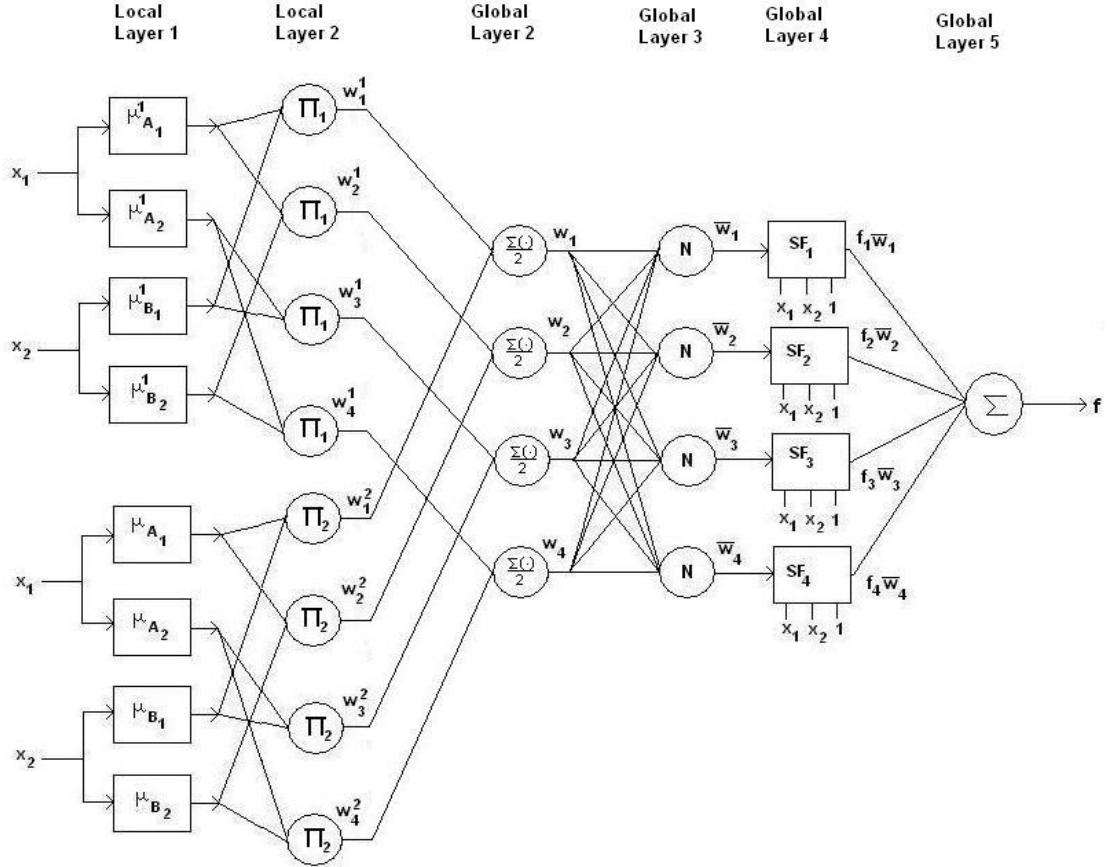 Local Layer 1
Local Layer 2
Global Layer 2
Global Layer 3
Global Layer 4
Global Layer 5
x₁
x₂
μ¹A₁
μ¹A₂
μ¹B₁
μ¹B₂
Π₁
Π₁
Π₁
Π₁
w₁¹
w₂¹
w₃¹
w₄¹
x₁
x₂
μA₁
μA₂
μB₁
μB₂
Π₂
Π₂
Π₂
Π₂
w₁²
w₂²
w₃²
w₄²
Σ(·)/2
Σ(·)/2
Σ(·)/2
Σ(·)/2
w₁
w₂
w₃
w₄
N
N
N
N
w̅₁
w̅₂
w̅₃
w̅₄
SF₁
x₁ x₂ 1
SF₂
x₁ x₂ 1
SF₃
x₁ x₂ 1
SF₄
x₁ x₂ 1
f₁w̅₁
f₂w̅₂
f₃w̅₃
f₄w̅₄
Σ
f